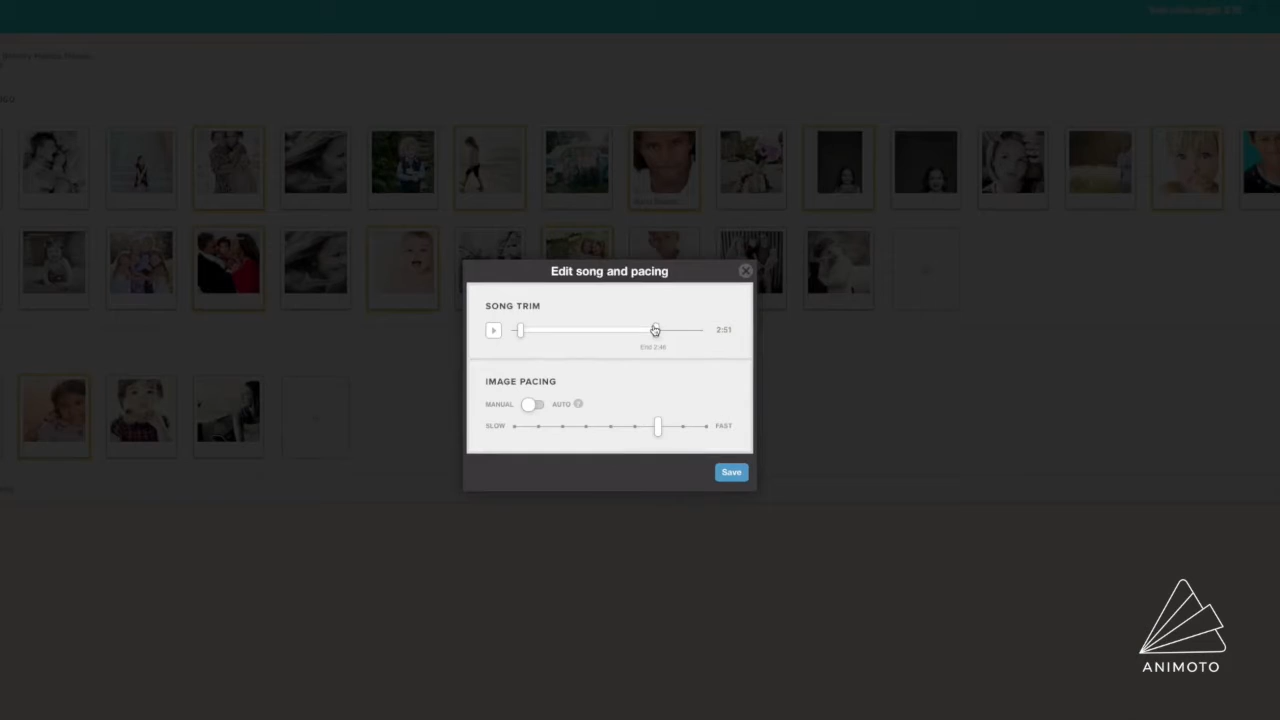 Edit song and pacing
SONG TRIM
2:51
End 2:46
IMAGE PACING
MANUAL AUTO ?
SLOW FAST
Save
ANIMOTO